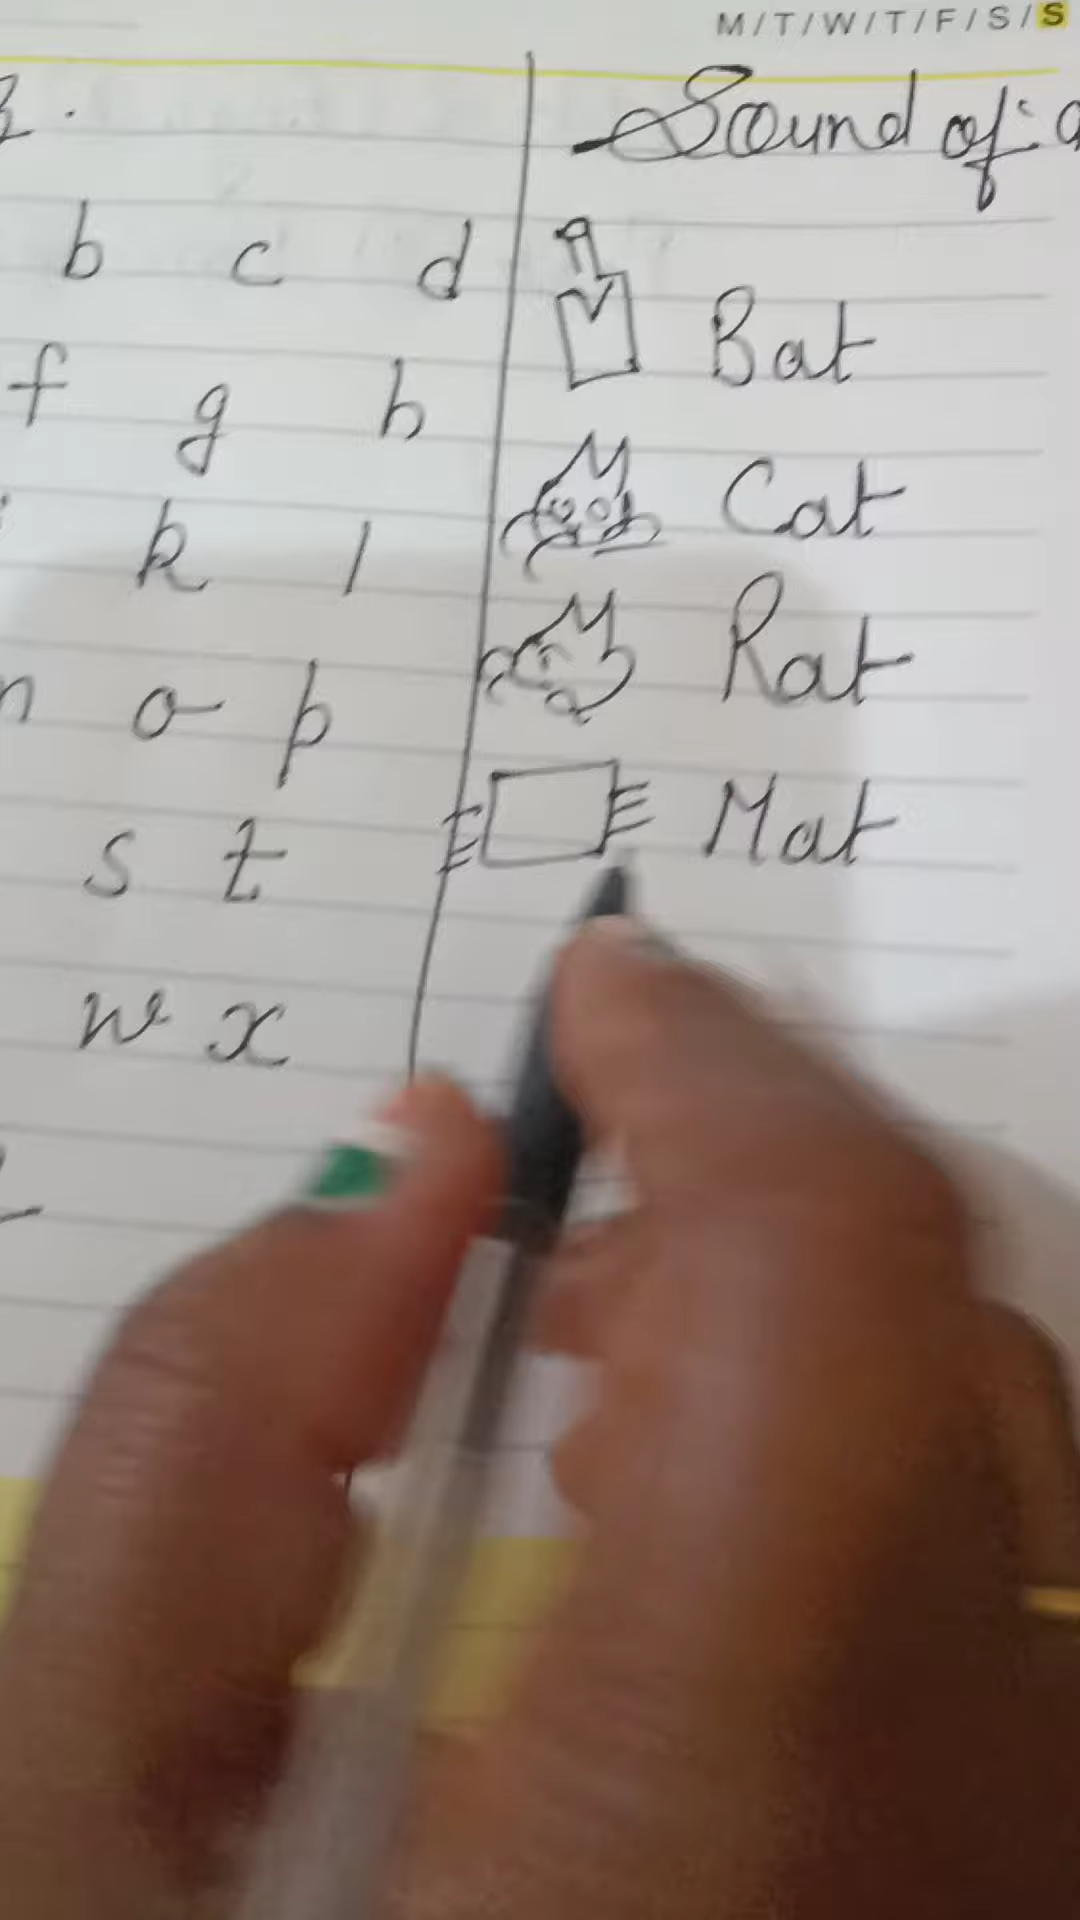 M/T/W/T/F/S/S
Sound of: a
b c d
f g h
k l
n o p
s t
w x
Bat
Cat
Rat
Mat